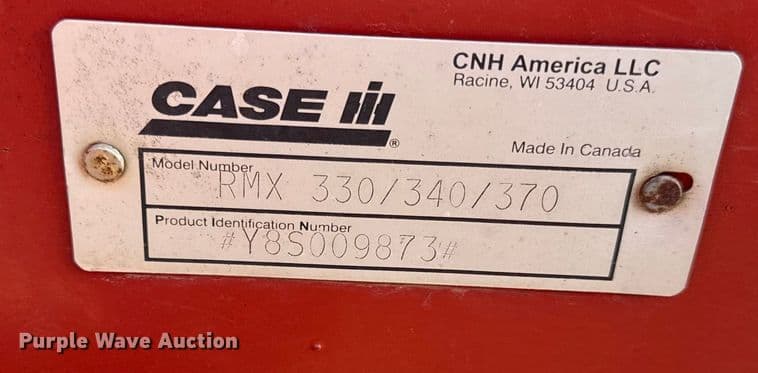 CNH America LLC
Racine, WI 53404 U.S.A.
CASE IH
®
Made In Canada
Model Number
RMX 330/340/370
Product Identification Number
#Y8S009873#
Purple Wave Auction